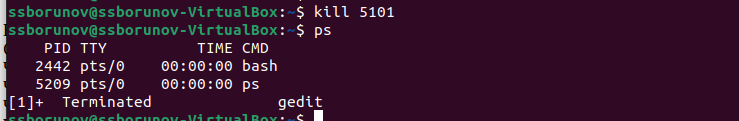 ssborunov@ssborunov-VirtualBox:~$ kill 5101
ssborunov@ssborunov-VirtualBox:~$ ps
    PID TTY          TIME CMD
   2442 pts/0    00:00:00 bash
   5209 pts/0    00:00:00 ps
[1]+  Terminated              gedit
ssborunov@ssborunov-VirtualBox:~$